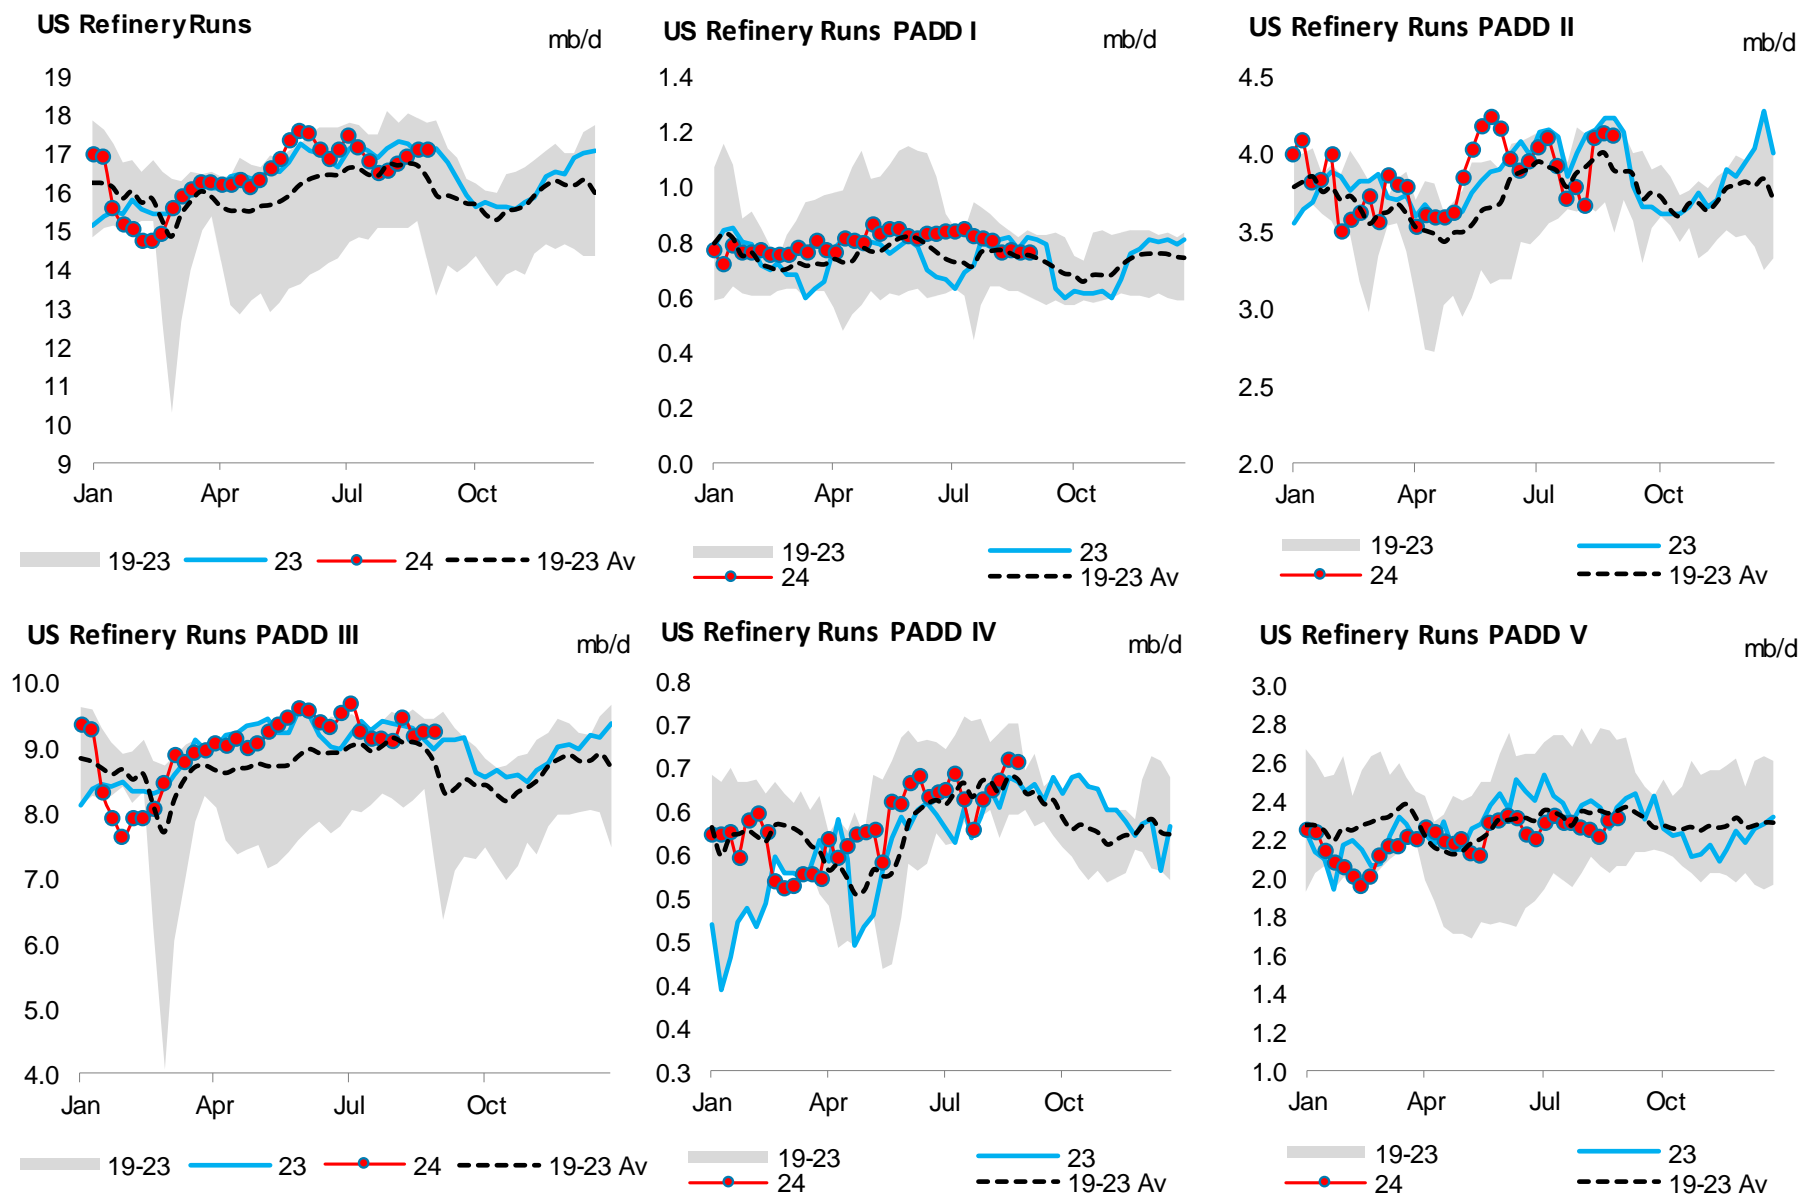 US Refinery Runs
mb/d
19
18
17
16
15
14
13
12
11
10
9
Jan Apr Jul Oct
19-23 23 24 19-23 Av
US Refinery Runs PADD I
mb/d
1.4
1.2
1.0
0.8
0.6
0.4
0.2
0.0
Jan Apr Jul Oct
19-23 23
24 19-23 Av
US Refinery Runs PADD II
mb/d
4.5
4.0
3.5
3.0
2.5
2.0
Jan Apr Jul Oct
19-23 23
24 19-23 Av
US Refinery Runs PADD III
mb/d
10.0
9.0
8.0
7.0
6.0
5.0
4.0
Jan Apr Jul Oct
19-23 23 24 19-23 Av
US Refinery Runs PADD IV
mb/d
0.8
0.7
0.7
0.6
0.6
0.5
0.5
0.4
0.4
0.3
Jan Apr Jul Oct
19-23 23
24 19-23 Av
US Refinery Runs PADD V
mb/d
3.0
2.8
2.6
2.4
2.2
2.0
1.8
1.6
1.4
1.2
1.0
Jan Apr Jul Oct
19-23 23
24 19-23 Av